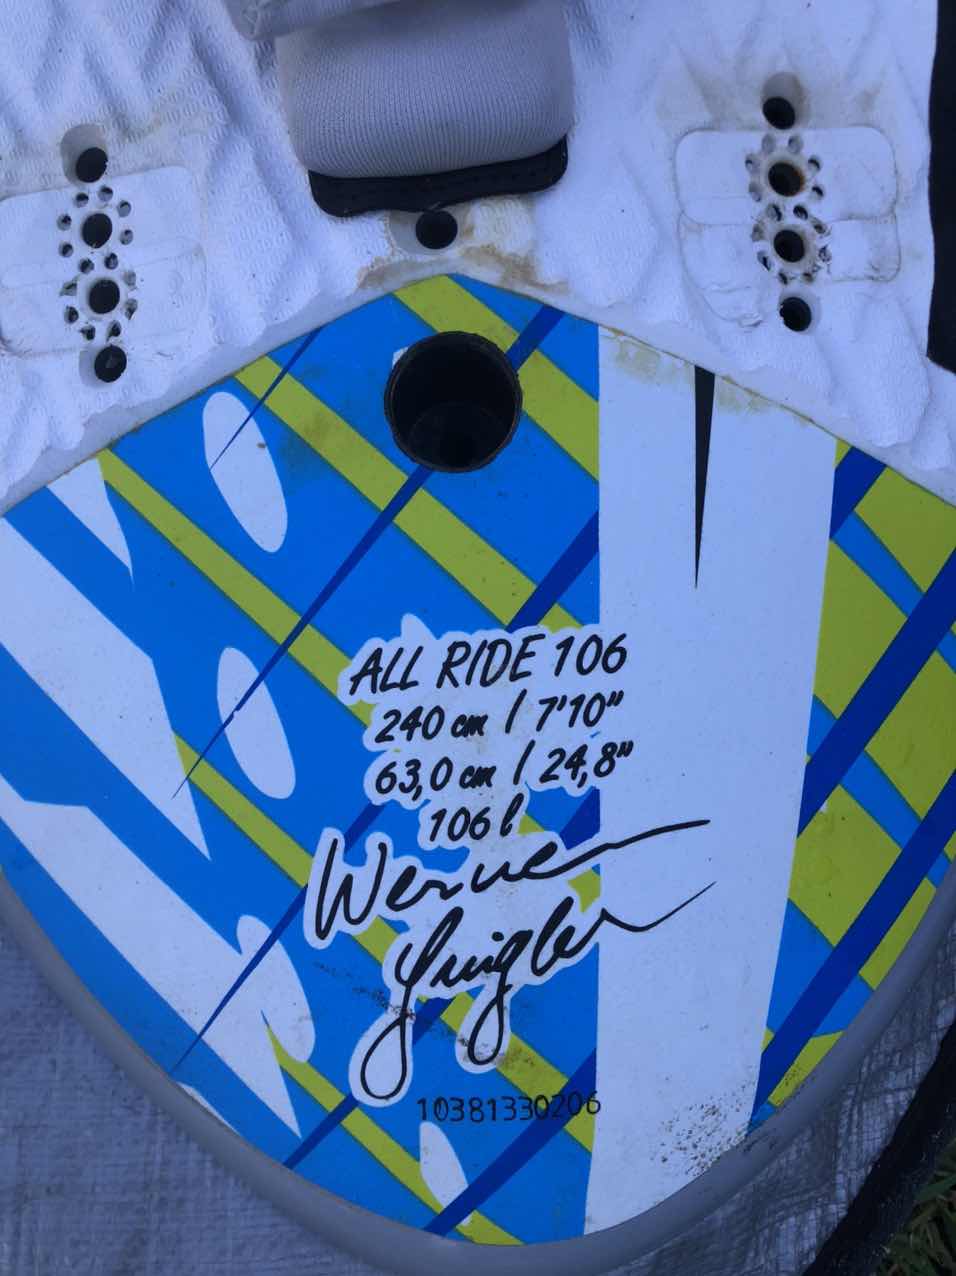 ALL RIDE 106
240 cm / 7'10"
63,0 cm / 24,8"
106 l
Werner
Gnigler
10381330206